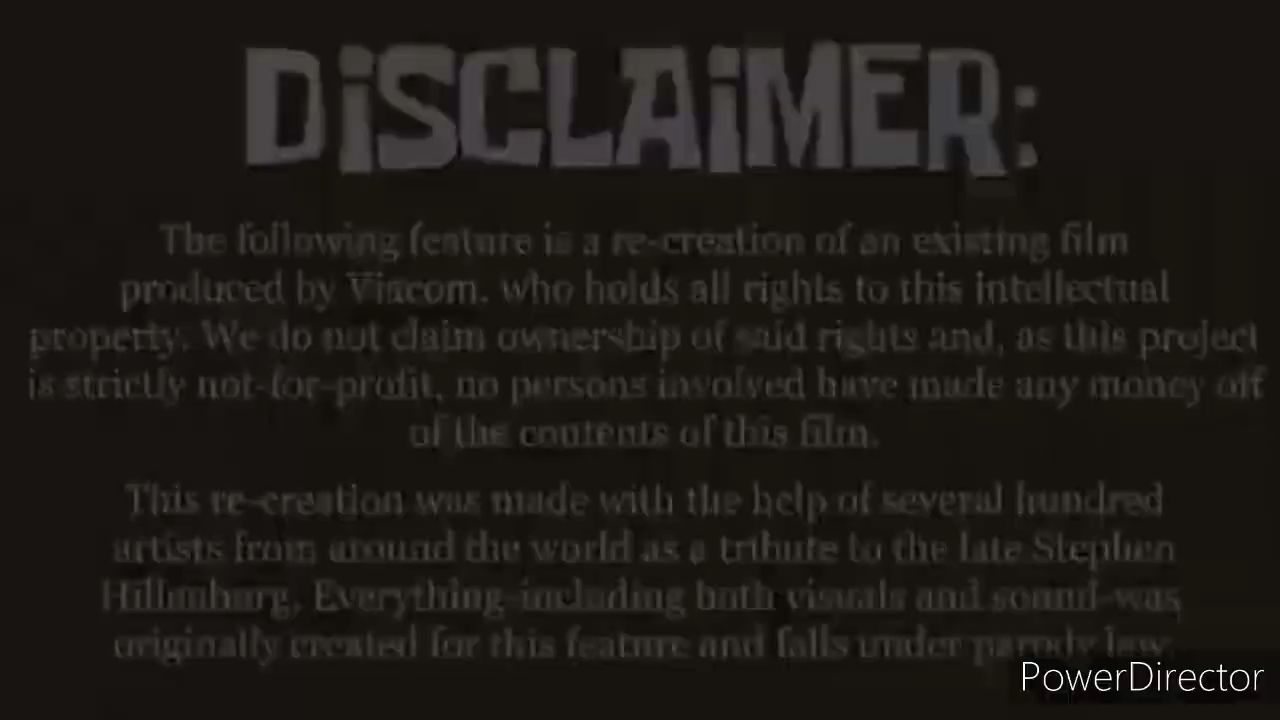 DiSCLAiMER:
The following feature is a re-creation of an existing film
produced by Viacom, who holds all rights to this intellectual
property. We do not claim ownership of said rights and, as this project
is strictly not-for-profit, no persons involved have made any money off
of the contents of this film.
This re-creation was made with the help of several hundred
artists from around the world as a tribute to the late Stephen
Hillenburg. Everything-including both visuals and sound-was
originally created for this feature and falls under parody law.
PowerDirector